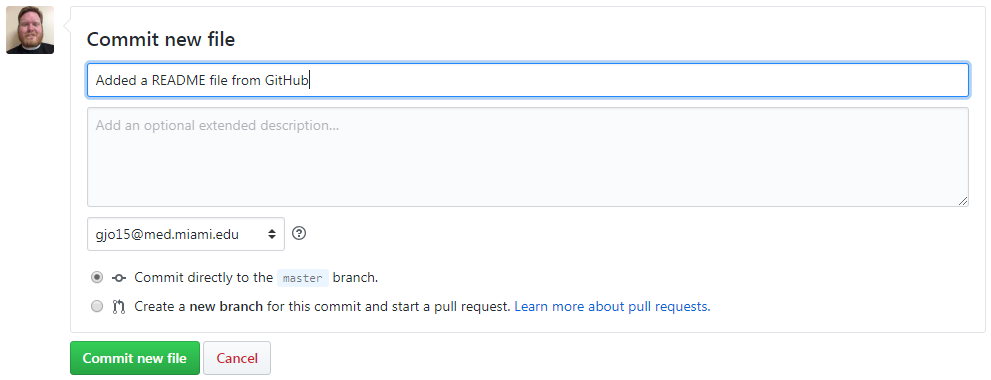 Commit new file
Added a README file from GitHub
Add an optional extended description...
gjo15@med.miami.edu
Commit directly to the master branch.
Create a new branch for this commit and start a pull request. Learn more about pull requests.
Commit new file Cancel